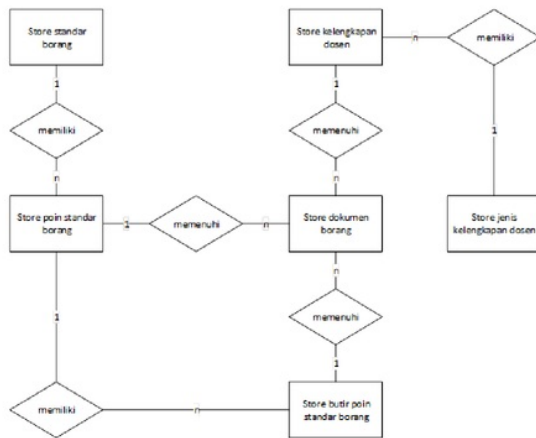 Store standar
borang
1
memiliki
n
Store poin standar
borang
1
memenuhi
n
Store dokumen
borang
Store kelengkapan
dosen
n
memiliki
1
Store jenis
kelengkapan dosen
1
memenuhi
n
n
memenuhi
1
Store butir poin
standar borang
1
memiliki
n